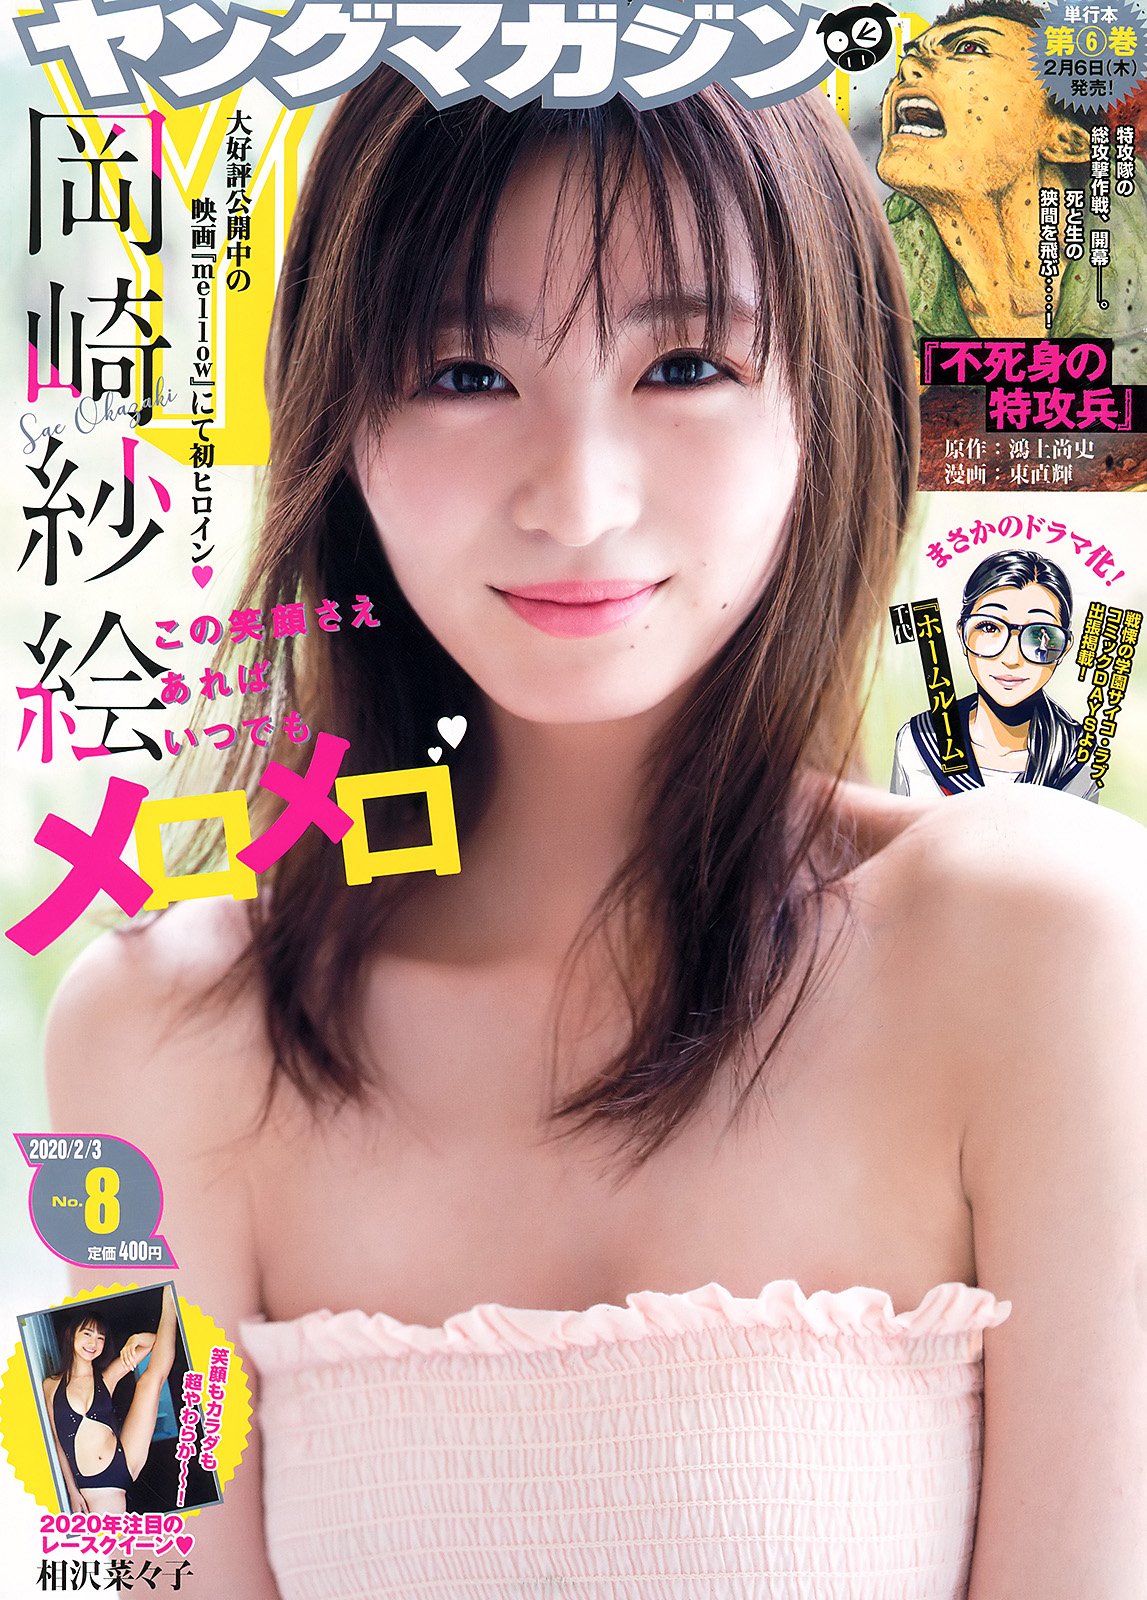 ヤングマガジン
単行本
第⑥巻
2月6日(木)
発売!
特攻隊の
総攻撃作戦、開幕――。
死と生の
狭間を飛ぶ……!
『不死身の
特攻兵』
原作:鴻上尚史
漫画:東直輝
大好評公開中の
映画『mellow』にて初ヒロイン♥
岡崎紗絵
Sae Okazaki
この笑顔さえ
あれば
いつでも
メロメロ
まさかのドラマ化!
戦慄の学園サイコ・ラブ、
コミックDAYSより
出張掲載!
『ホームルーム』
千代
2020/2/3
No.8
定価400円
笑顔もカラダも
超やわらか〜〜!
2020年注目の
レースクイーン♥
相沢菜々子